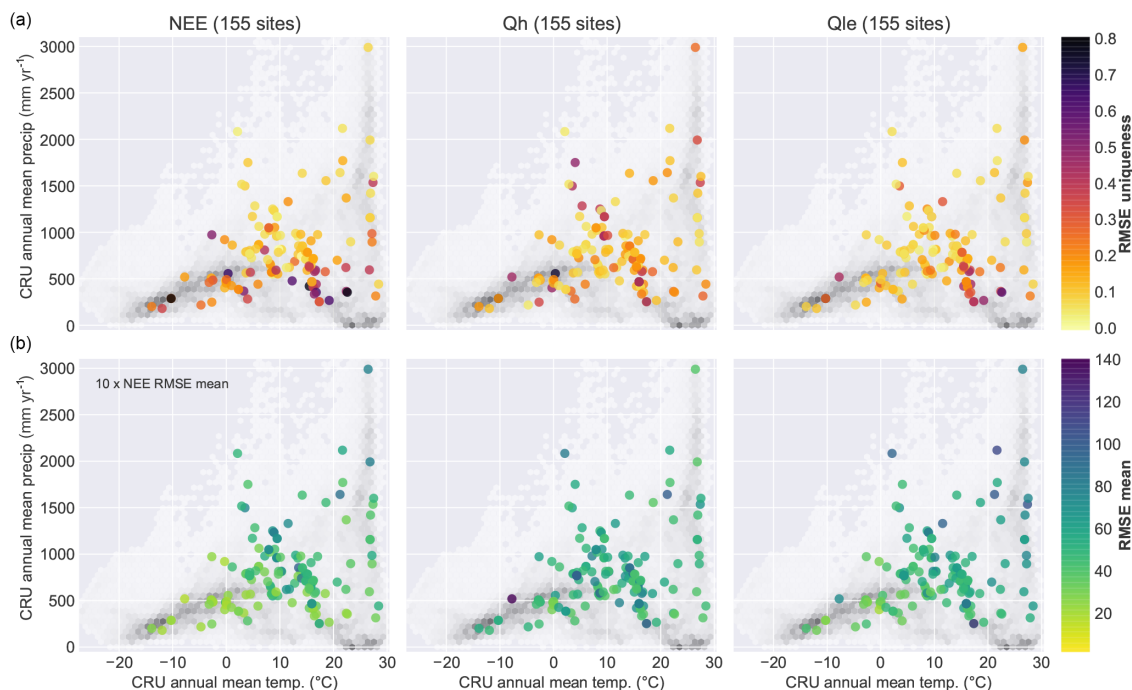 (a)
NEE (155 sites)
Qh (155 sites)
Qle (155 sites)
CRU annual mean precip (mm yr⁻¹)
3000
2500
2000
1500
1000
500
0
0.8
0.7
0.6
0.5
0.4
0.3
0.2
0.1
0.0
RMSE uniqueness
(b)
10 x NEE RMSE mean
CRU annual mean precip (mm yr⁻¹)
3000
2500
2000
1500
1000
500
0
140
120
100
80
60
40
20
RMSE mean
−20 −10 0 10 20 30
−20 −10 0 10 20 30
−20 −10 0 10 20 30
CRU annual mean temp. (°C)
CRU annual mean temp. (°C)
CRU annual mean temp. (°C)